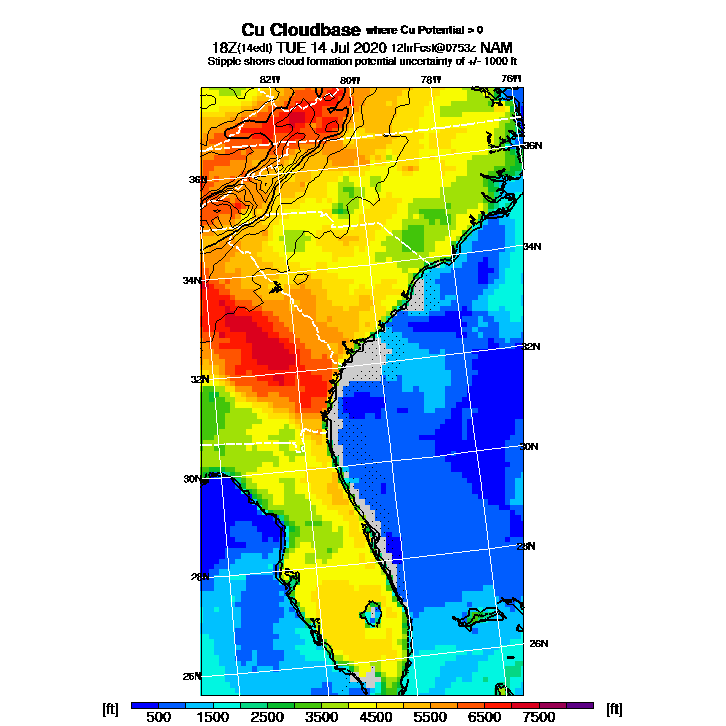 Cu Cloudbase where Cu Potential > 0
18Z(14edt) TUE 14 Jul 2020 12hrFcst@0753z NAM
Stipple shows cloud formation potential uncertainty of +/- 1000 ft
82W 80W 78W 76W
36N
36N
34N
34N
32N
32N
30N
30N
28N
28N
26N
26N
[ft] [ft]
500 1500 2500 3500 4500 5500 6500 7500